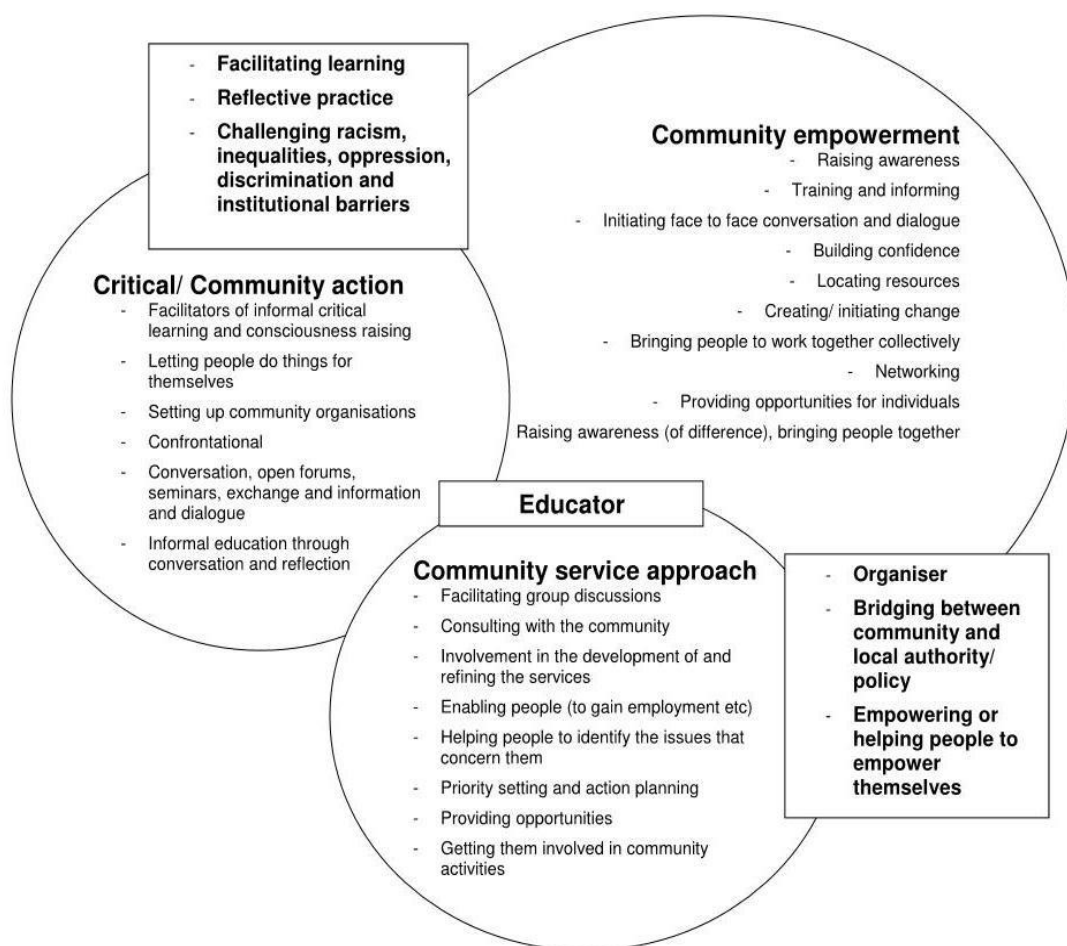 - Facilitating learning
- Reflective practice
- Challenging racism,
inequalities, oppression,
discrimination and
institutional barriers
Critical/ Community action
- Facilitators of informal critical
learning and consciousness raising
- Letting people do things for
themselves
- Setting up community organisations
- Confrontational
- Conversation, open forums,
seminars, exchange and information
and dialogue
- Informal education through
conversation and reflection
Community empowerment
- Raising awareness
- Training and informing
- Initiating face to face conversation and dialogue
- Building confidence
- Locating resources
- Creating/ initiating change
- Bringing people to work together collectively
- Networking
- Providing opportunities for individuals
Raising awareness (of difference), bringing people together
Educator
Community service approach
- Facilitating group discussions
- Consulting with the community
- Involvement in the development of and
refining the services
- Enabling people (to gain employment etc)
- Helping people to identify the issues that
concern them
- Priority setting and action planning
- Providing opportunities
- Getting them involved in community
activities
- Organiser
- Bridging between
community and
local authority/
policy
- Empowering or
helping people to
empower
themselves